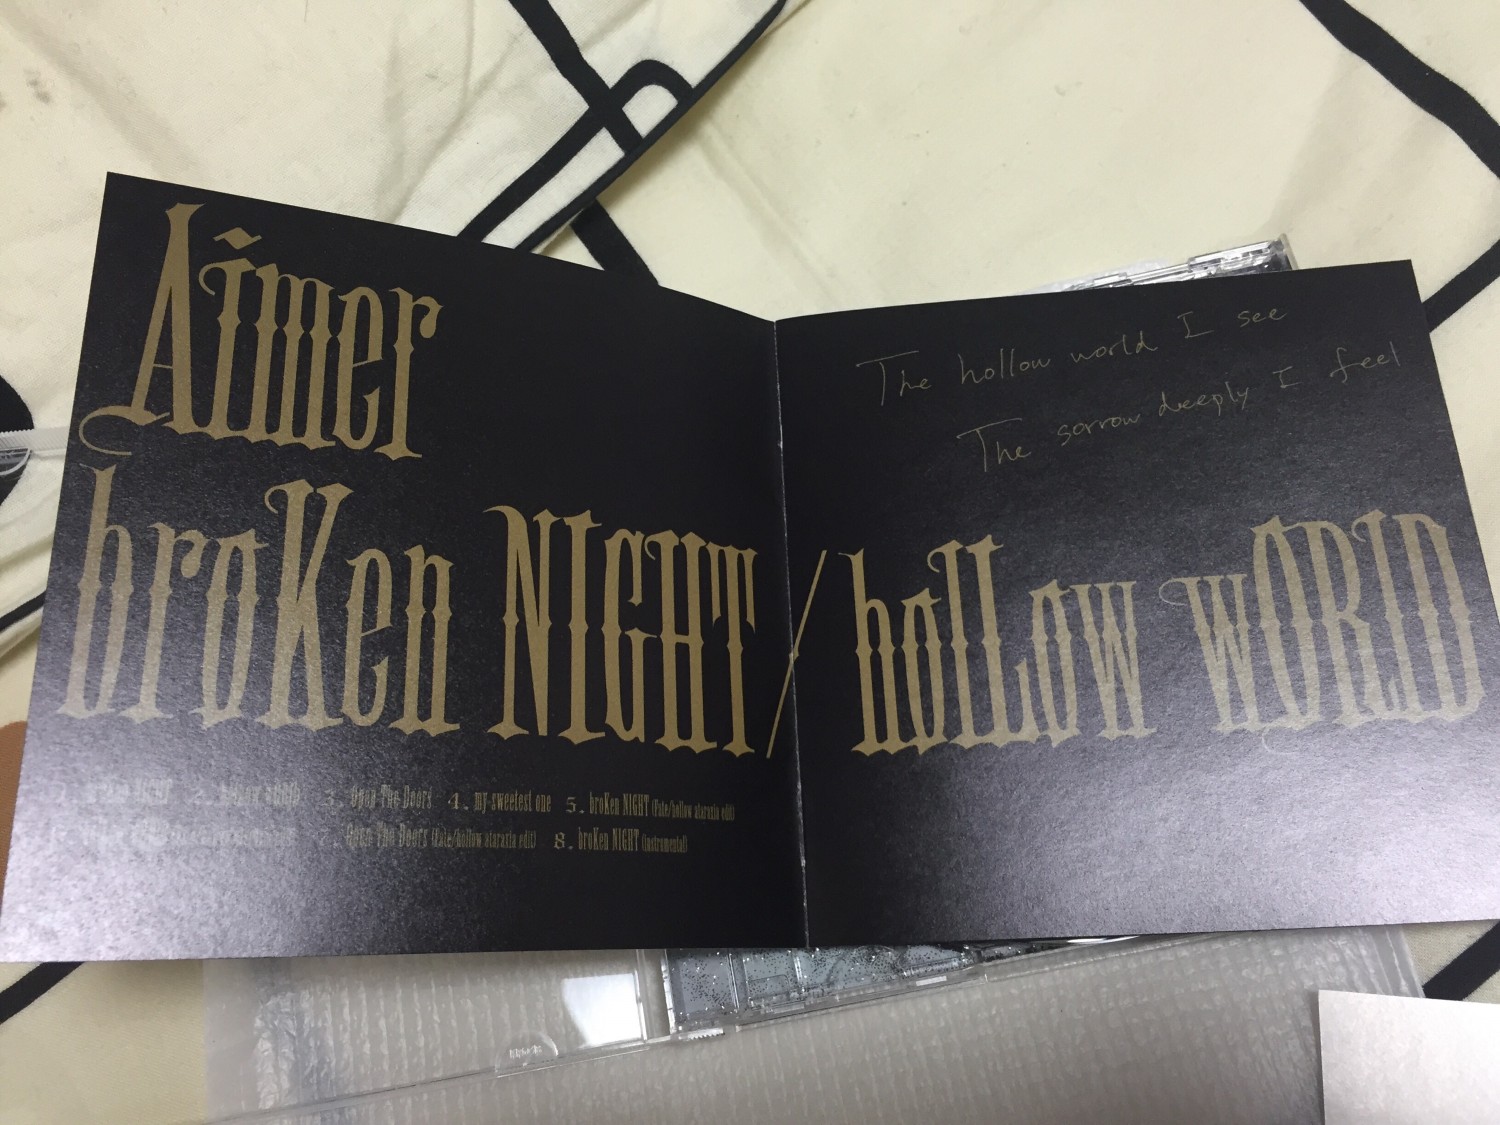 Aimer
The hollow world I see
The sorrow deeply I feel
broKen NIGHT / holLow wORLD
NIGHT 2. 3. Open The Doors 4. my sweetest one 5. broKen NIGHT (Fate/hollow ataraxia edit)
7. Open The Doors (Fate/hollow ataraxia edit) 8. broKen NIGHT (Instrumental)